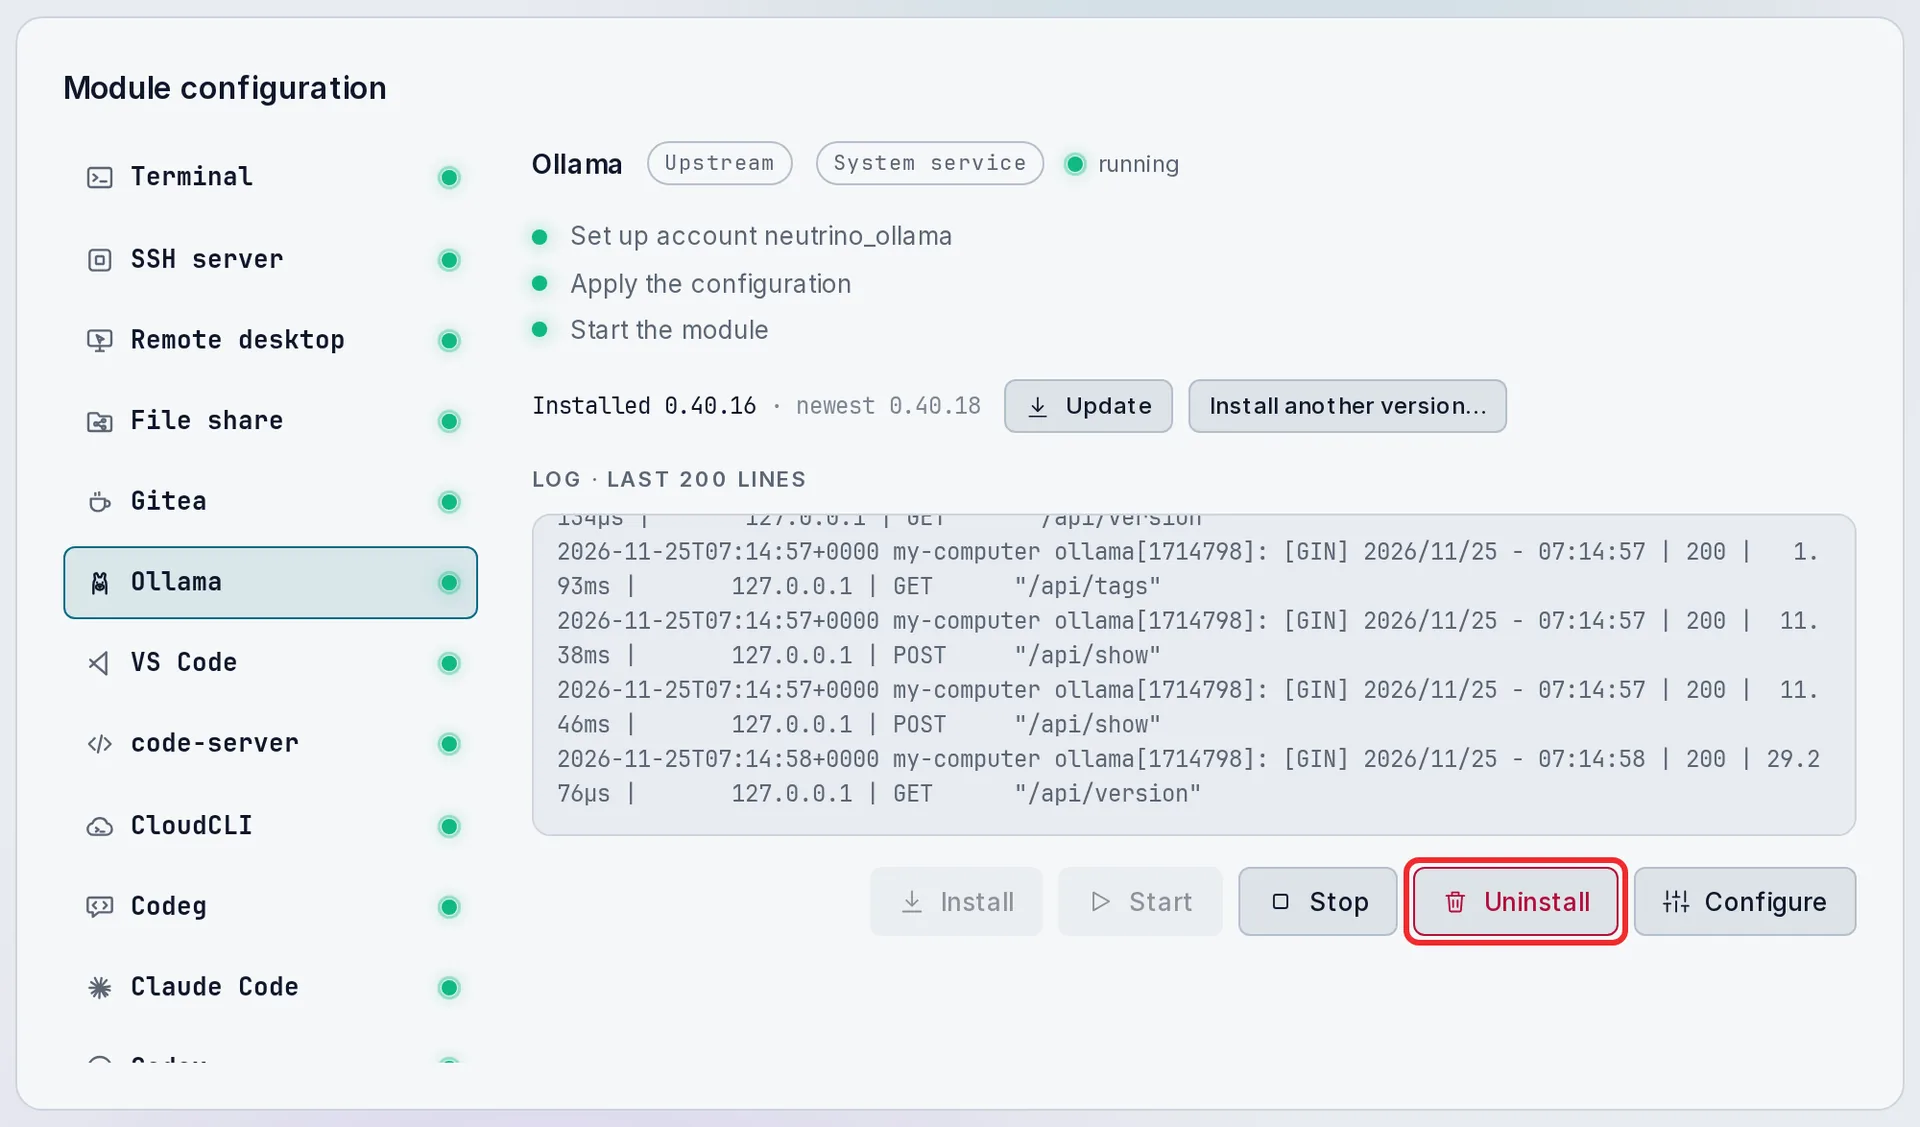 Module configuration
Terminal
SSH server
Remote desktop
File share
Gitea
Ollama
VS Code
code-server
CloudCLI
Codeg
Claude Code
Ollama Upstream System service running
Set up account neutrino_ollama
Apply the configuration
Start the module
Installed 0.40.16 · newest 0.40.18 Update Install another version...
LOG · LAST 200 LINES
134µs | 127.0.0.1 | GET "/api/version"
2026-11-25T07:14:57+0000 my-computer ollama[1714798]: [GIN] 2026/11/25 - 07:14:57 | 200 | 1.
93ms | 127.0.0.1 | GET "/api/tags"
2026-11-25T07:14:57+0000 my-computer ollama[1714798]: [GIN] 2026/11/25 - 07:14:57 | 200 | 11.
38ms | 127.0.0.1 | POST "/api/show"
2026-11-25T07:14:57+0000 my-computer ollama[1714798]: [GIN] 2026/11/25 - 07:14:57 | 200 | 11.
46ms | 127.0.0.1 | POST "/api/show"
2026-11-25T07:14:58+0000 my-computer ollama[1714798]: [GIN] 2026/11/25 - 07:14:58 | 200 | 29.2
76µs | 127.0.0.1 | GET "/api/version"
Install Start Stop Uninstall Configure